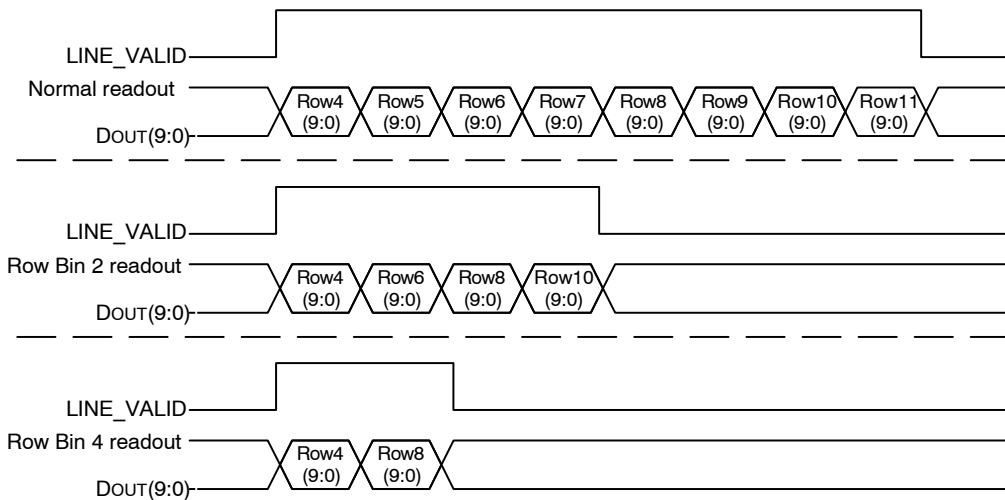 LINE_VALID
Normal readout
Row4 Row5 Row6 Row7 Row8 Row9 Row10 Row11
(9:0) (9:0) (9:0) (9:0) (9:0) (9:0) (9:0) (9:0)
DOUT(9:0)
LINE_VALID
Row Bin 2 readout
Row4 Row6 Row8 Row10
(9:0) (9:0) (9:0) (9:0)
DOUT(9:0)
LINE_VALID
Row Bin 4 readout
Row4 Row8
(9:0) (9:0)
DOUT(9:0)